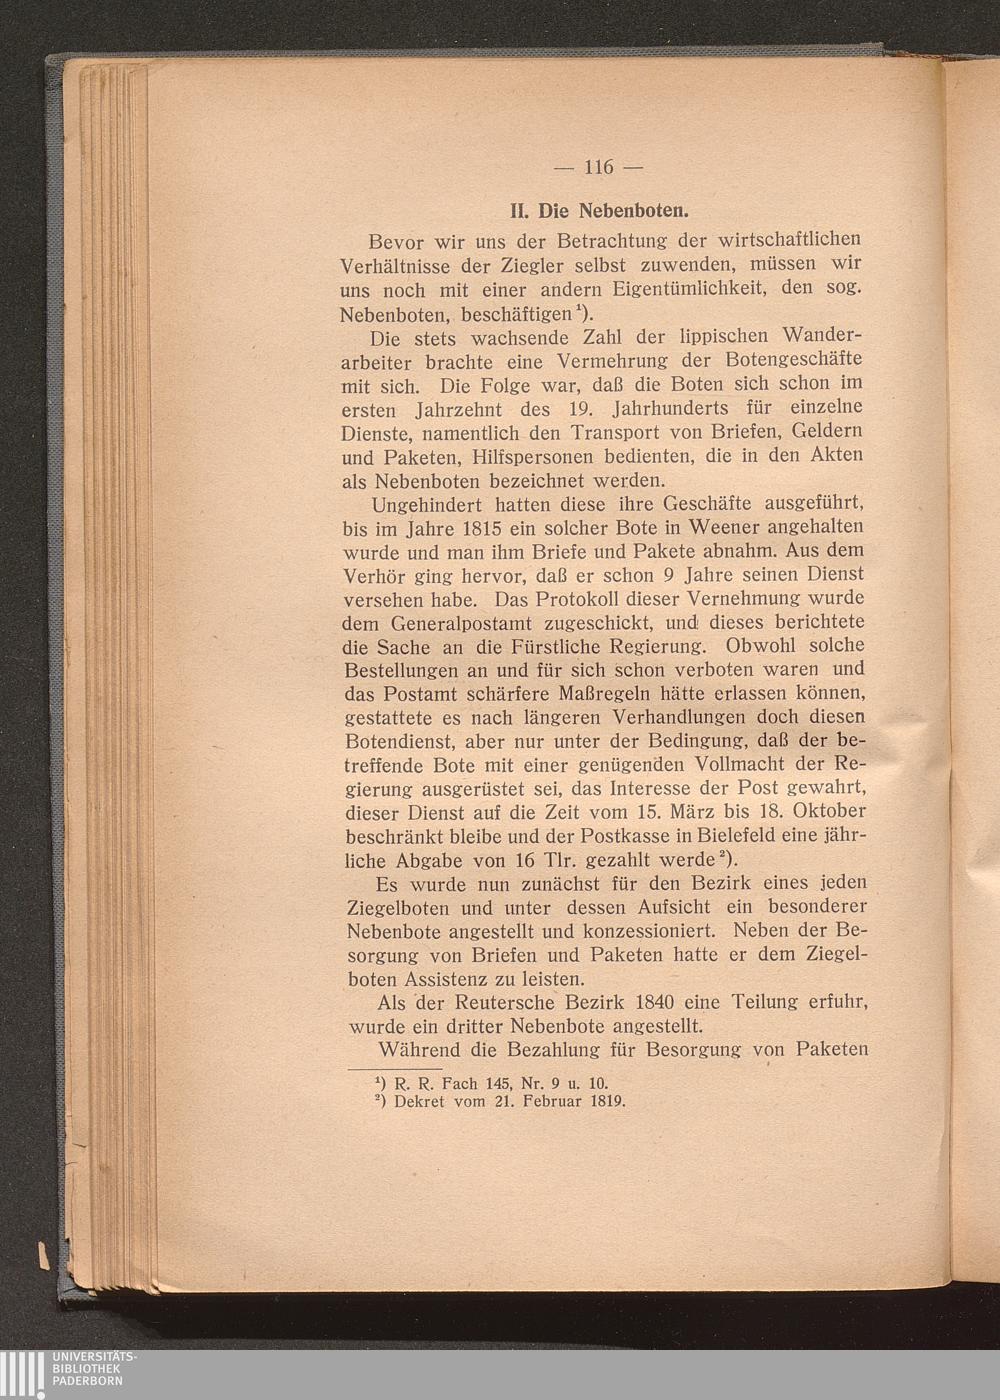 — 116 —
II. Die Nebenboten.
Bevor wir uns der Betrachtung der wirtschaftlichen
Verhältnisse der Ziegler selbst zuwenden, müssen wir
uns noch mit einer andern Eigentümlichkeit, den sog.
Nebenboten, beschäftigen ¹).
Die stets wachsende Zahl der lippischen Wander-
arbeiter brachte eine Vermehrung der Botengeschäfte
mit sich. Die Folge war, daß die Boten sich schon im
ersten Jahrzehnt des 19. Jahrhunderts für einzelne
Dienste, namentlich den Transport von Briefen, Geldern
und Paketen, Hilfspersonen bedienten, die in den Akten
als Nebenboten bezeichnet werden.
Ungehindert hatten diese ihre Geschäfte ausgeführt,
bis im Jahre 1815 ein solcher Bote in Weener angehalten
wurde und man ihm Briefe und Pakete abnahm. Aus dem
Verhör ging hervor, daß er schon 9 Jahre seinen Dienst
versehen habe. Das Protokoll dieser Vernehmung wurde
dem Generalpostamt zugeschickt, und dieses berichtete
die Sache an die Fürstliche Regierung. Obwohl solche
Bestellungen an und für sich schon verboten waren und
das Postamt schärfere Maßregeln hätte erlassen können,
gestattete es nach längeren Verhandlungen doch diesen
Botendienst, aber nur unter der Bedingung, daß der be-
treffende Bote mit einer genügenden Vollmacht der Re-
gierung ausgerüstet sei, das Interesse der Post gewahrt,
dieser Dienst auf die Zeit vom 15. März bis 18. Oktober
beschränkt bleibe und der Postkasse in Bielefeld eine jähr-
liche Abgabe von 16 Tlr. gezahlt werde ²).
Es wurde nun zunächst für den Bezirk eines jeden
Ziegelboten und unter dessen Aufsicht ein besonderer
Nebenbote angestellt und konzessioniert. Neben der Be-
sorgung von Briefen und Paketen hatte er dem Ziegel-
boten Assistenz zu leisten.
Als der Reutersche Bezirk 1840 eine Teilung erfuhr,
wurde ein dritter Nebenbote angestellt.
Während die Bezahlung für Besorgung von Paketen
¹) R. R. Fach 145, Nr. 9 u. 10.
²) Dekret vom 21. Februar 1819.
UNIVERSITÄTS-
BIBLIOTHEK
PADERBORN